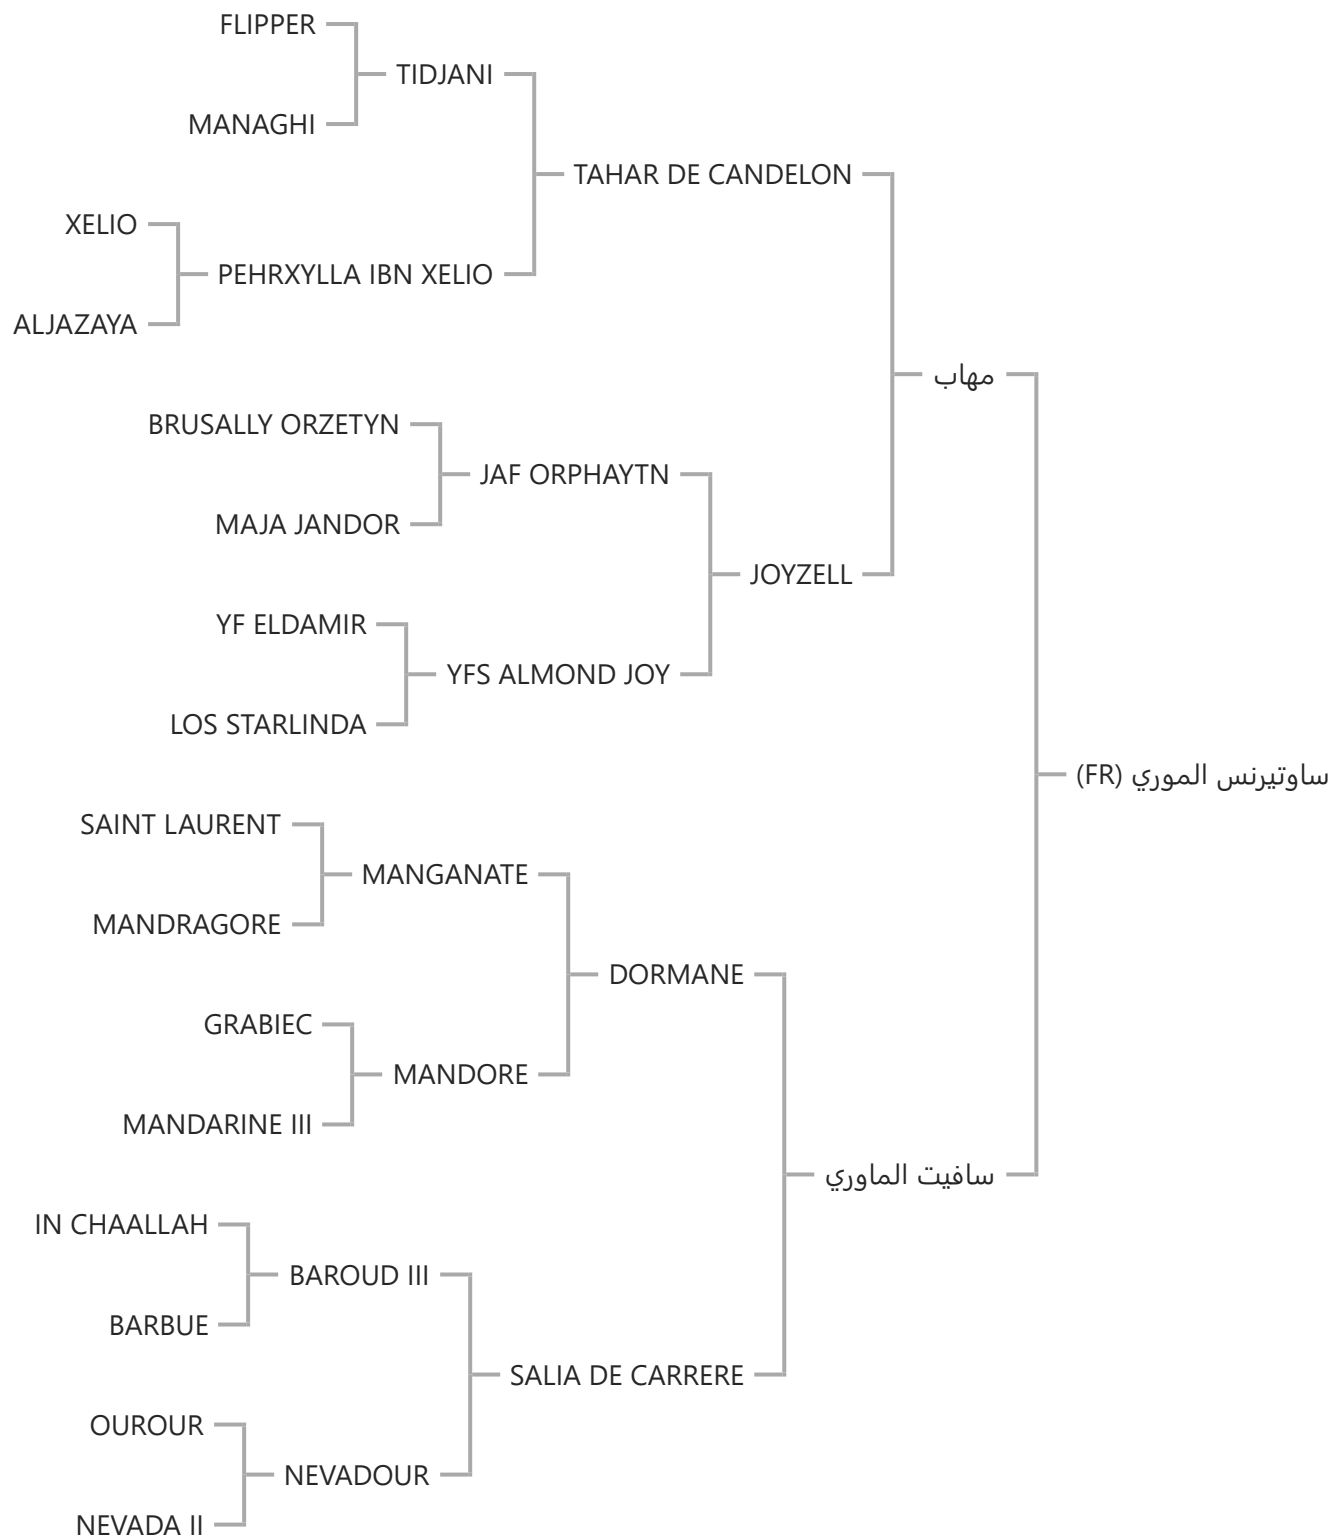 FLIPPER
TIDJANI
MANAGHI
TAHAR DE CANDELON
XELIO
PEHRXYLLA IBN XELIO
ALJAZAYA
مهاب
BRUSALLY ORZETYN
JAF ORPHAYTN
MAJA JANDOR
JOYZELL
YF ELDAMIR
YFS ALMOND JOY
LOS STARLINDA
ساوتيرنس الموري (FR)
SAINT LAURENT
MANGANATE
MANDRAGORE
DORMANE
GRABIEC
MANDORE
MANDARINE III
سافيت الماوري
IN CHAALLAH
BAROUD III
BARBUE
SALIA DE CARRERE
OUROUR
NEVADOUR
NEVADA II